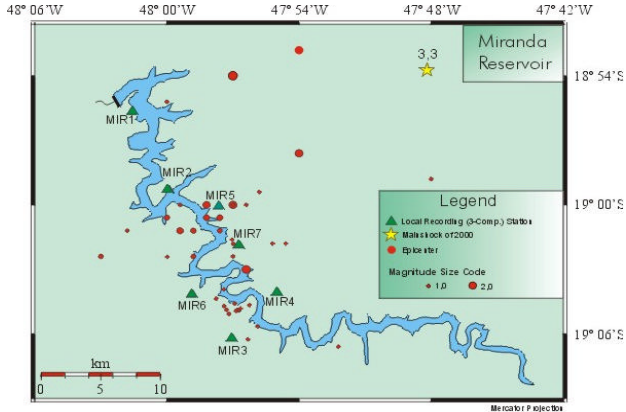 48° 06'W 48° 00' 47° 54' 47° 48' 47° 42'
3,3
Miranda
Reservoir
18° 54'S
MIR1
MIR2
MIR5
19° 00'
MIR7
MIR6
MIR4
MIR3
19° 06'
Legend
Local Recording (3-Comp.) Station
Mainshock of 2000
Epicenter
Magnitude Size Code
1,0 2,0
km
0 5 10
Mercator Projection